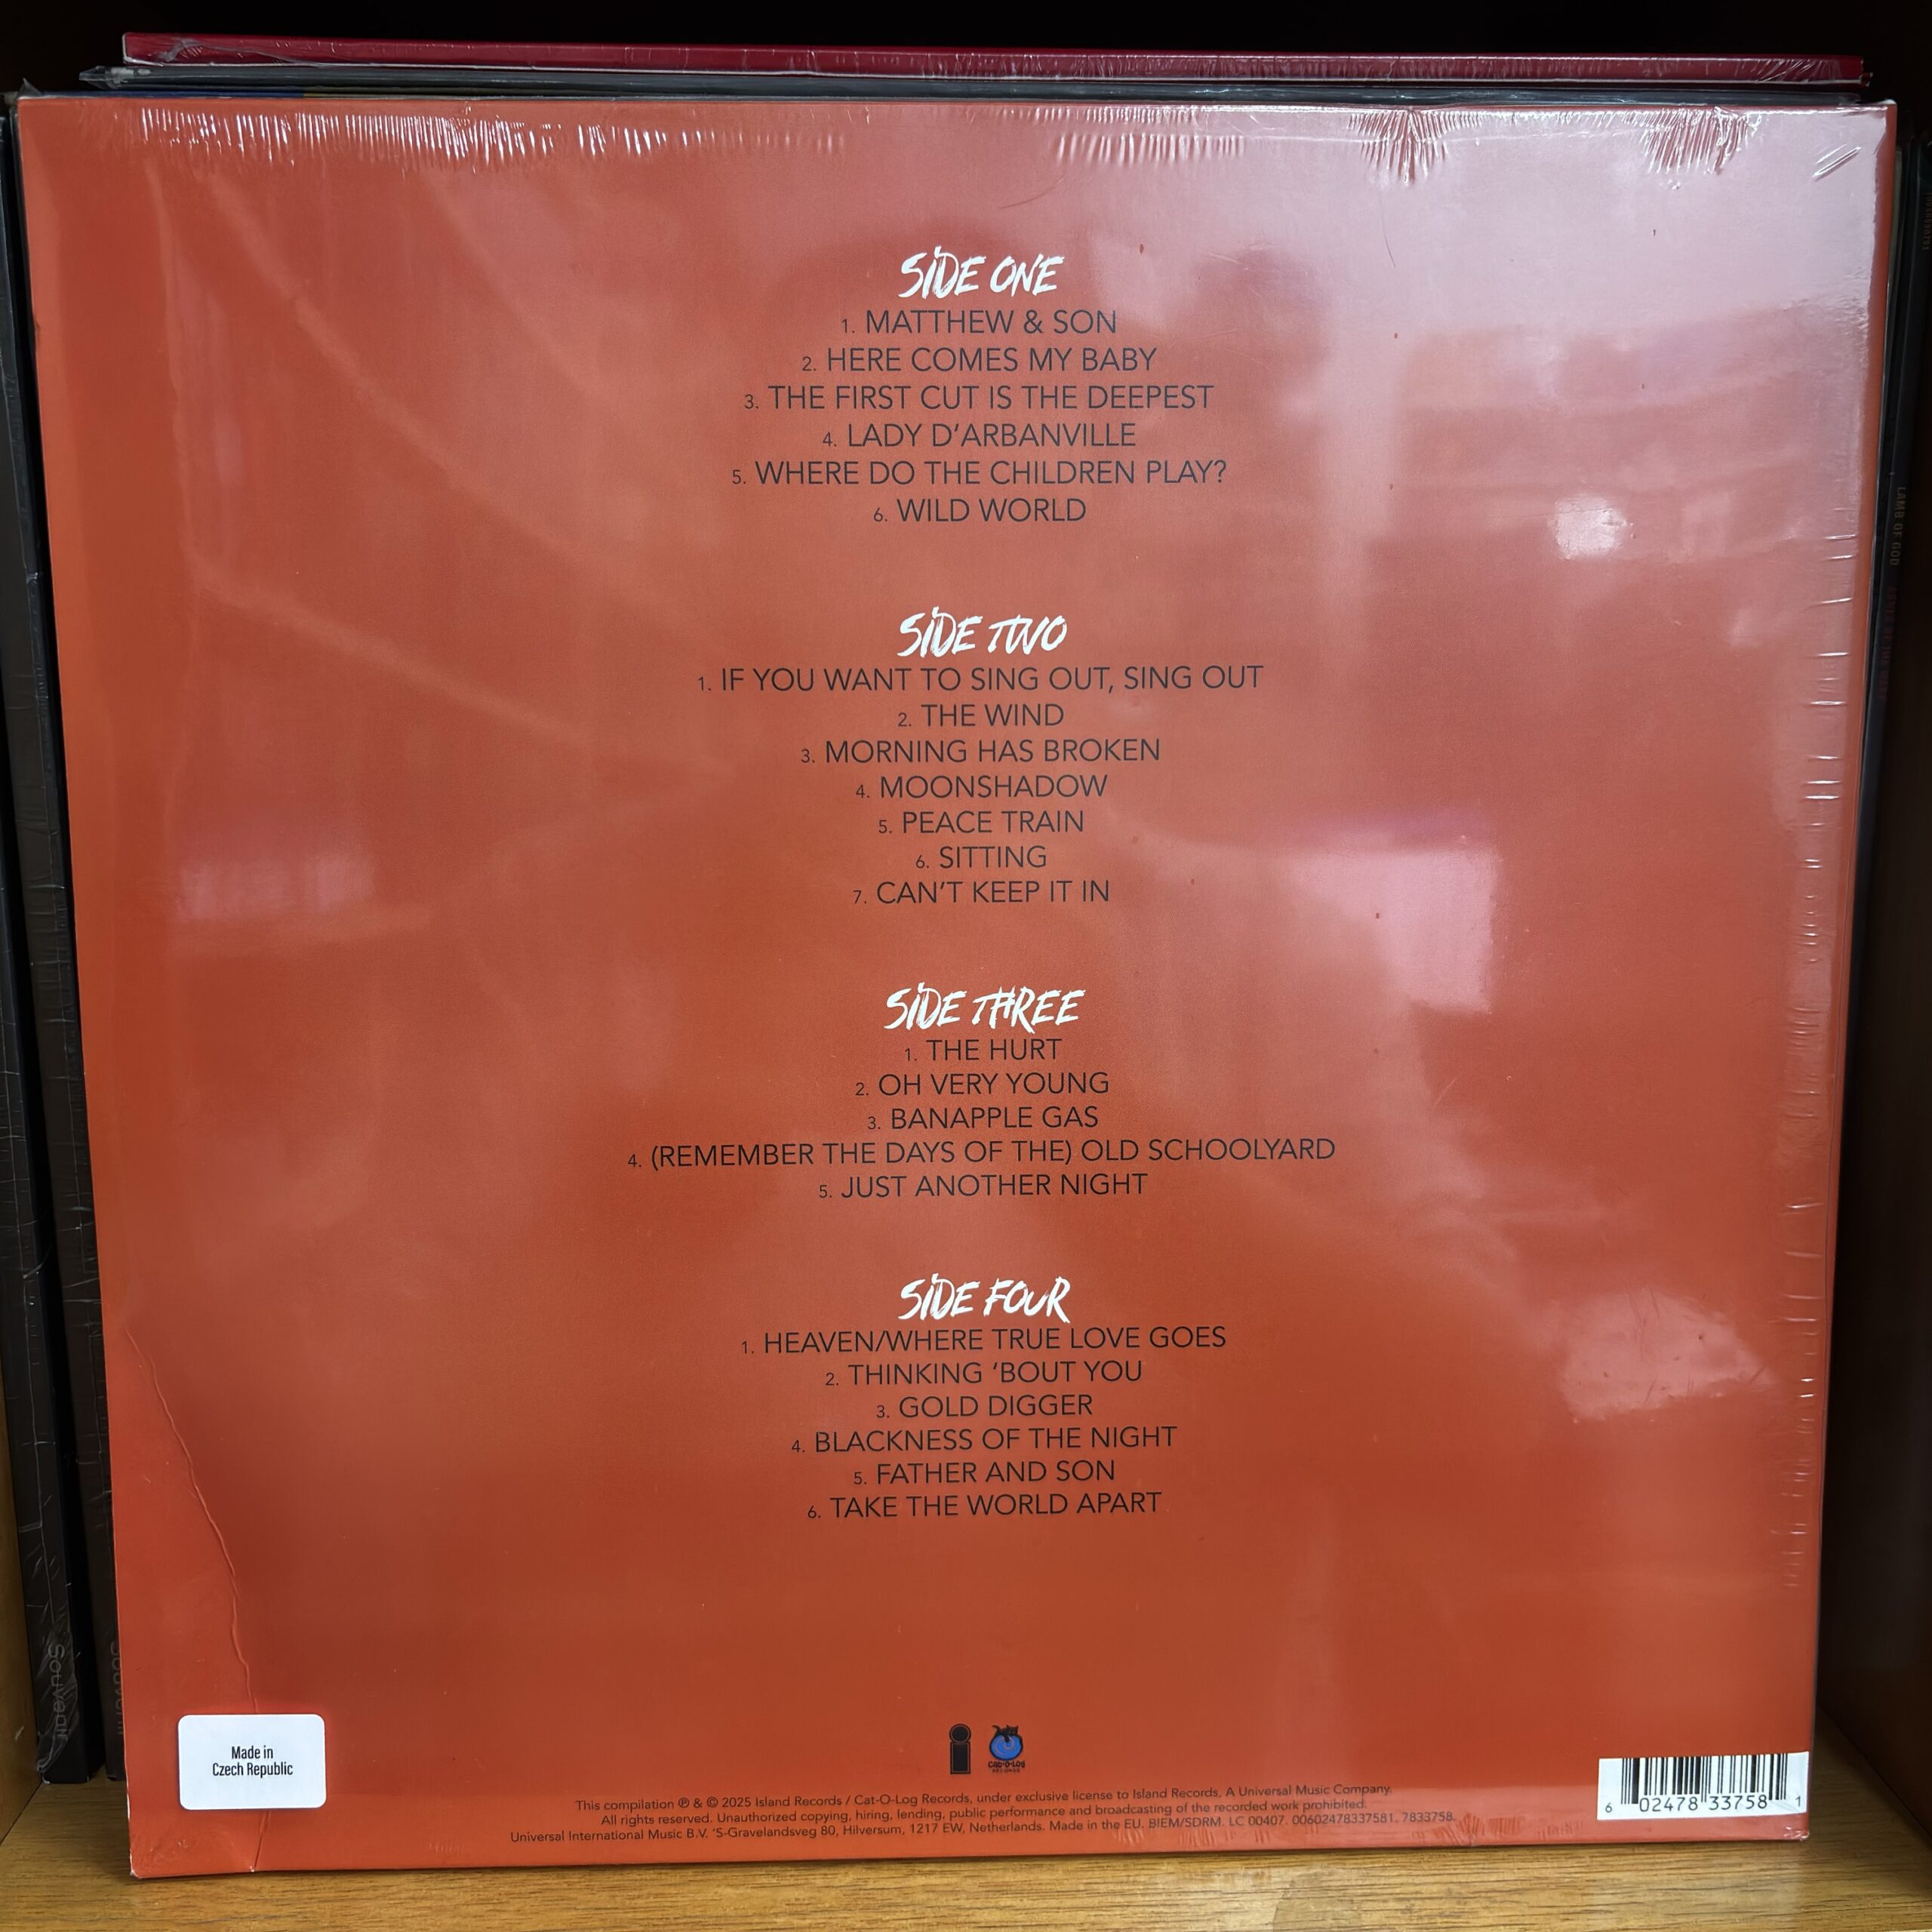 SIDE ONE
1. MATTHEW & SON
2. HERE COMES MY BABY
3. THE FIRST CUT IS THE DEEPEST
4. LADY D'ARBANVILLE
5. WHERE DO THE CHILDREN PLAY?
6. WILD WORLD
SIDE TWO
1. IF YOU WANT TO SING OUT, SING OUT
2. THE WIND
3. MORNING HAS BROKEN
4. MOONSHADOW
5. PEACE TRAIN
6. SITTING
7. CAN'T KEEP IT IN
SIDE THREE
1. THE HURT
2. OH VERY YOUNG
3. BANAPPLE GAS
4. (REMEMBER THE DAYS OF THE) OLD SCHOOLYARD
5. JUST ANOTHER NIGHT
SIDE FOUR
1. HEAVEN/WHERE TRUE LOVE GOES
2. THINKING 'BOUT YOU
3. GOLD DIGGER
4. BLACKNESS OF THE NIGHT
5. FATHER AND SON
6. TAKE THE WORLD APART
Made in
Czech Republic
CAT-O-LOG
RECORDS
This compilation ℗ & © 2025 Island Records / Cat-O-Log Records, under exclusive license to Island Records, A Universal Music Company.
All rights reserved. Unauthorized copying, hiring, lending, public performance and broadcasting of the recorded work prohibited.
Universal International Music B.V. 'S-Gravelandsveg 80, Hilversum, 1217 EW, Netherlands. Made in the EU. BIEM/SDRM. LC 00407. 00602478337581. 7833758.
6 02478 33758 1
LAMB OF GOD
Souvenir